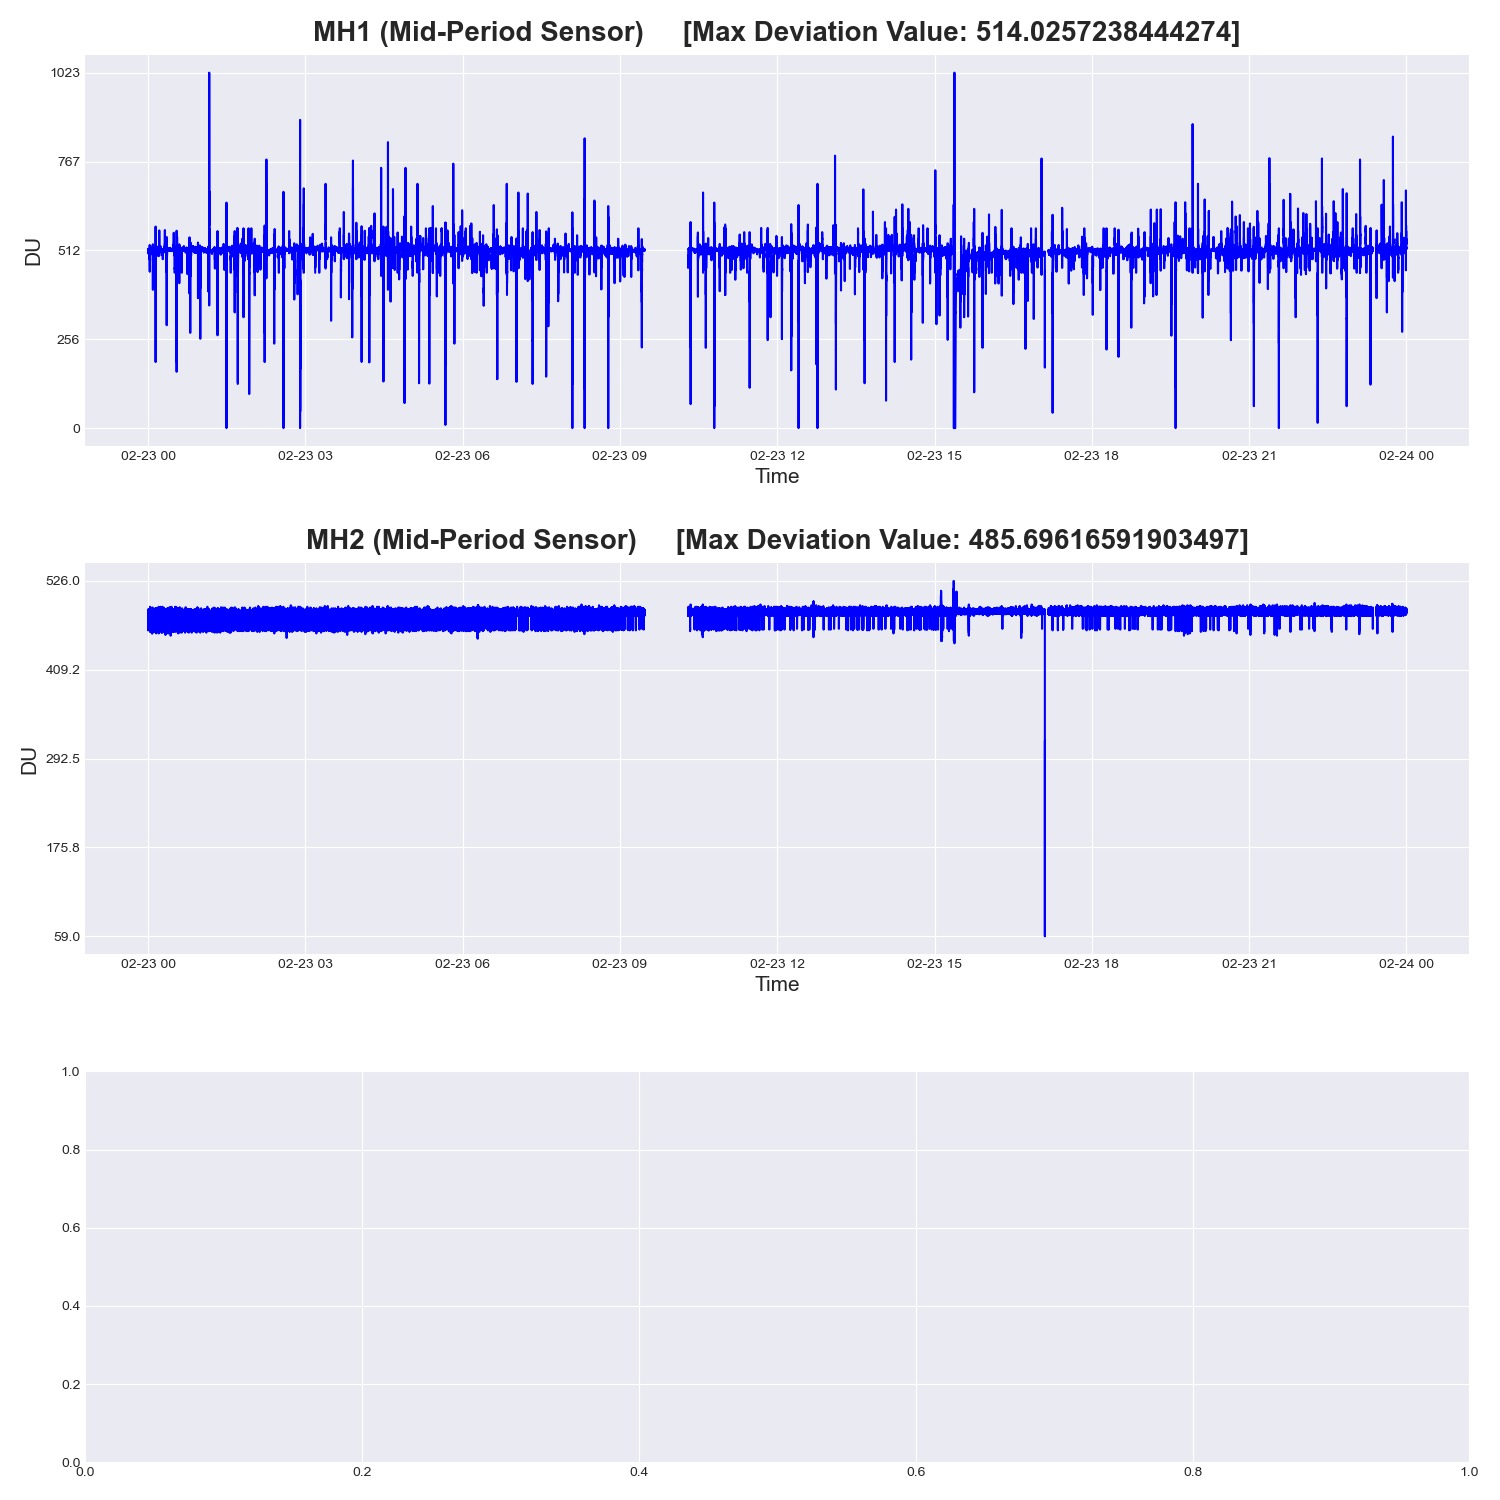 MH1 (Mid-Period Sensor) [Max Deviation Value: 514.0257238444274]
1023
767
512
256
0
DU
02-23 00 02-23 03 02-23 06 02-23 09 02-23 12 02-23 15 02-23 18 02-23 21 02-24 00
Time
MH2 (Mid-Period Sensor) [Max Deviation Value: 485.69616591903497]
526.0
409.2
292.5
175.8
59.0
DU
02-23 00 02-23 03 02-23 06 02-23 09 02-23 12 02-23 15 02-23 18 02-23 21 02-24 00
Time
1.0
0.8
0.6
0.4
0.2
0.0
0.0 0.2 0.4 0.6 0.8 1.0